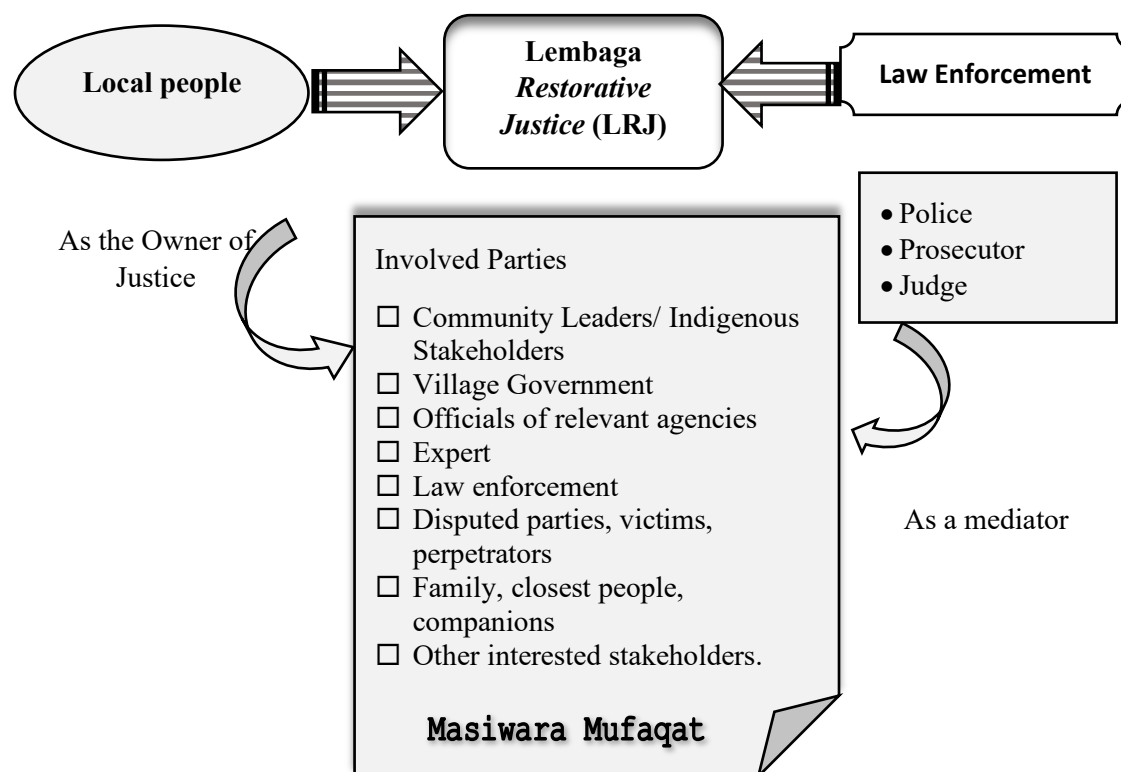 Local people
Lembaga
Restorative
Justice (LRJ)
Law Enforcement
As the Owner of
Justice
• Police
• Prosecutor
• Judge
As a mediator
Involved Parties
☐ Community Leaders/ Indigenous
Stakeholders
☐ Village Government
☐ Officials of relevant agencies
☐ Expert
☐ Law enforcement
☐ Disputed parties, victims,
perpetrators
☐ Family, closest people,
companions
☐ Other interested stakeholders.
Masiwara Mufaqat